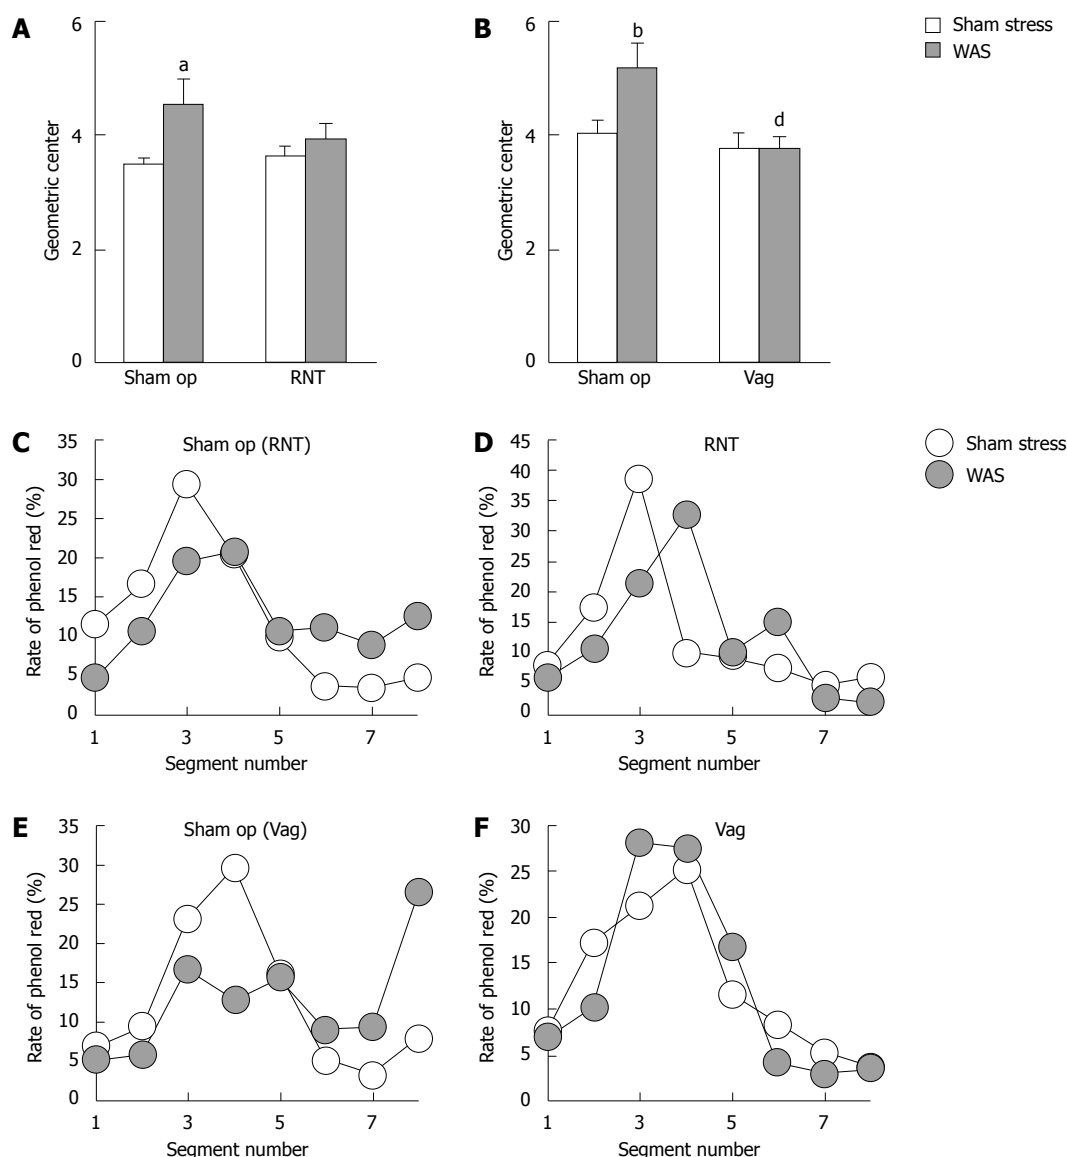 A
6
4
2
0
Geometric center
a
Sham op
RNT
B
6
4
2
0
Geometric center
b
d
Sham op
Vag
Sham stress
WAS
C
Sham op (RNT)
35
30
25
20
15
10
5
0
Rate of phenol red (%)
1 3 5 7
Segment number
D
RNT
45
40
35
30
25
20
15
10
5
0
Rate of phenol red (%)
1 3 5 7
Segment number
Sham stress
WAS
E
Sham op (Vag)
35
30
25
20
15
10
5
0
Rate of phenol red (%)
1 3 5 7
Segment number
F
Vag
30
25
20
15
10
5
0
Rate of phenol red (%)
1 3 5 7
Segment number